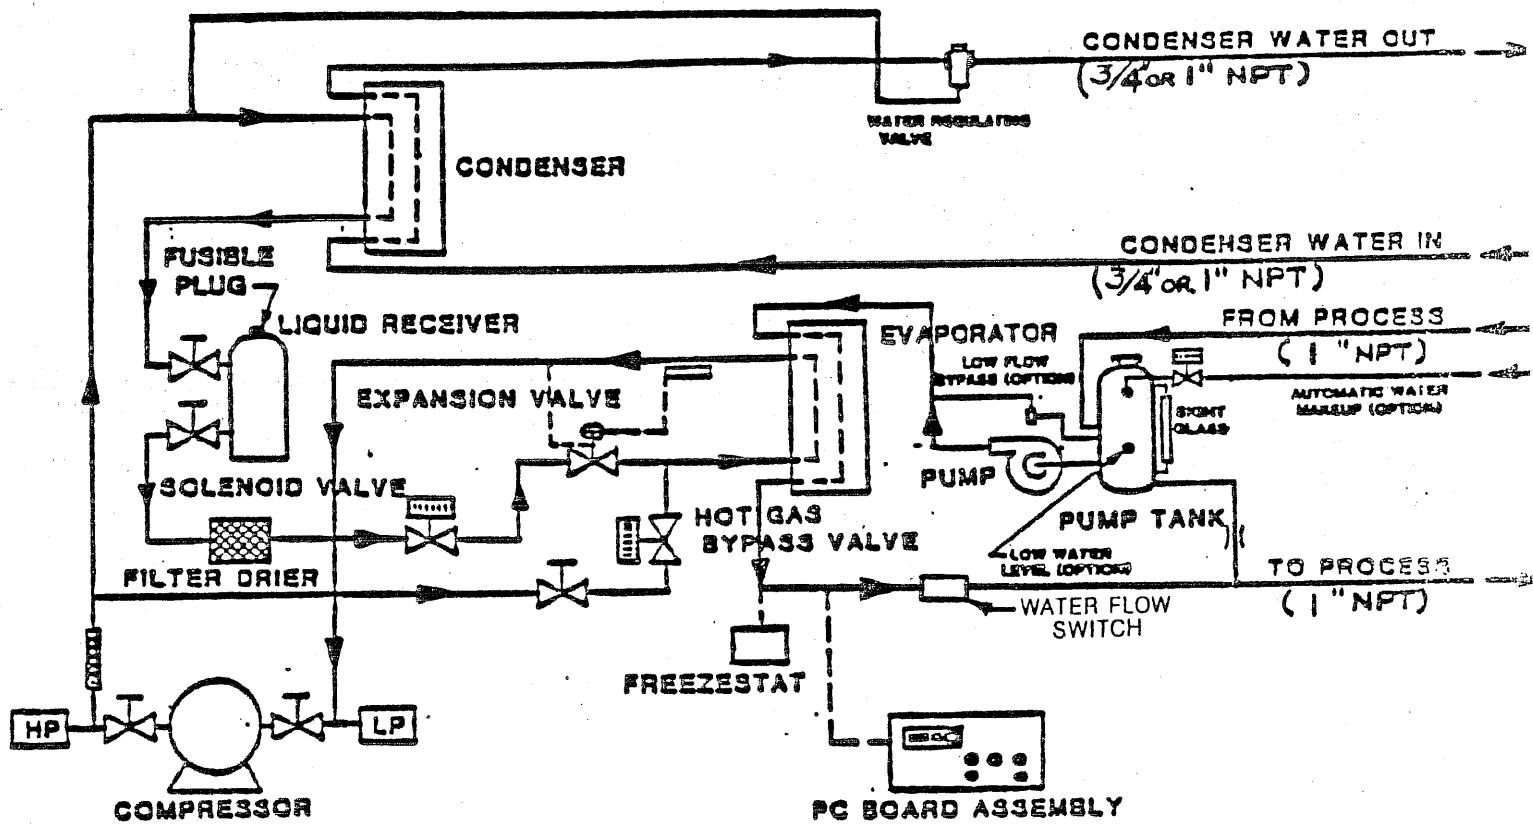 CONDENSER WATER OUT
(3/4" OR 1" NPT)
WATER REGULATING
VALVE
CONDENSER
CONDENSER WATER IN
(3/4" OR 1" NPT)
FUSIBLE
PLUG
LIQUID RECEIVER
EVAPORATOR
FROM PROCESS
(1" NPT)
LOW FLOW
BYPASS (OPTION)
EXPANSION VALVE
AUTOMATIC WATER
MAKEUP (OPTION)
SIGHT
GLASS
PUMP
SOLENOID VALVE
HOT GAS
BYPASS VALVE
PUMP TANK
LOW WATER
LEVEL (OPTION)
FILTER DRIER
TO PROCESS
(1" NPT)
WATER FLOW
SWITCH
FREEZESTAT
HP
LP
COMPRESSOR
PC BOARD ASSEMBLY